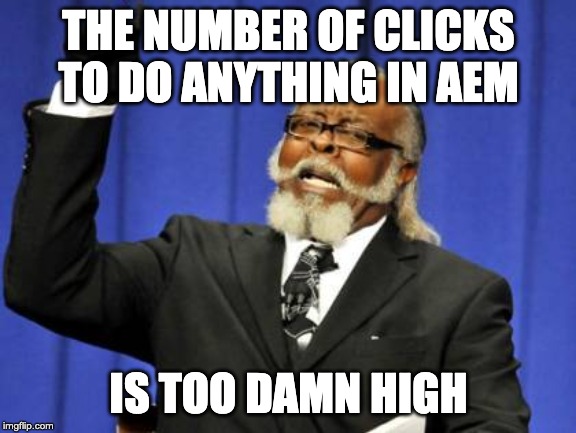 THE NUMBER OF CLICKS
TO DO ANYTHING IN AEM
IS TOO DAMN HIGH
imgflip.com